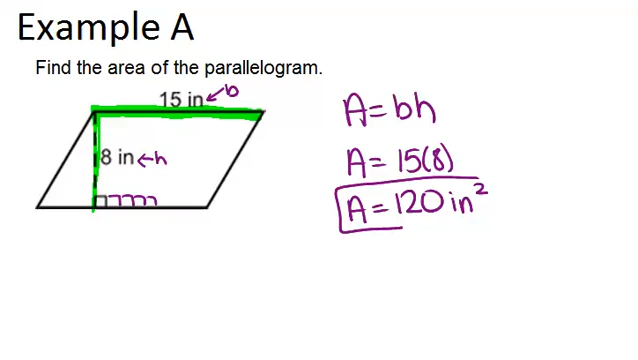 Example A
Find the area of the parallelogram.
15 in ← b
8 in ← h
A = bh
A = 15(8)
A = 120 in²